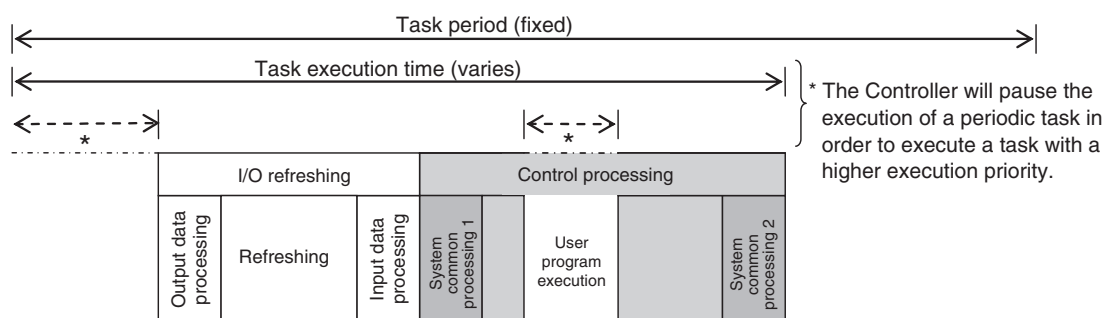 Task period (fixed)
Task execution time (varies)
* The Controller will pause the
execution of a periodic task in
order to execute a task with a
higher execution priority.
*
*
I/O refreshing
Control processing
Output data
processing
Refreshing
Input data
processing
System
common
processing 1
User
program
execution
System
common
processing 2